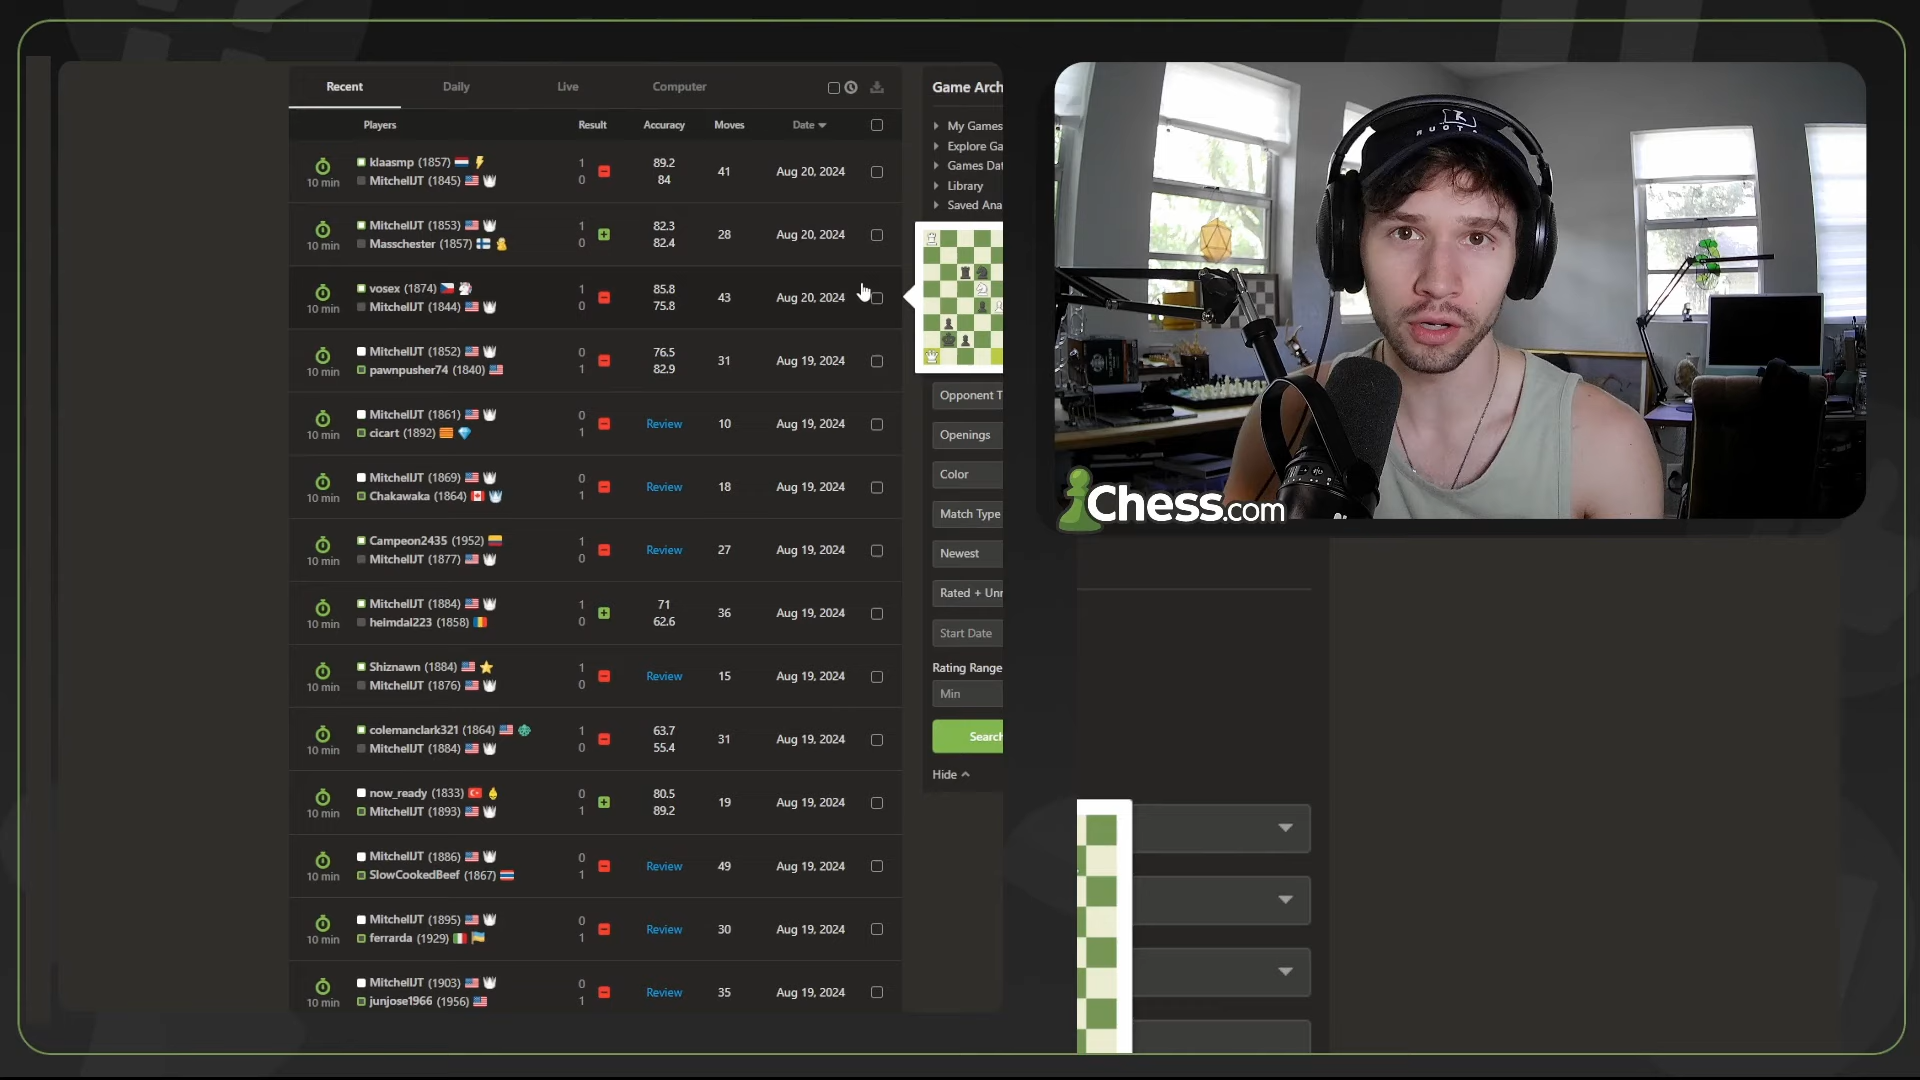 Recent Daily Live Computer
Players Result Accuracy Moves Date
10 min klaasmp (1857) 1 89.2 41 Aug 20, 2024
MitchellJT (1845) 0 84
10 min MitchellJT (1853) 1 82.3 28 Aug 20, 2024
Masschester (1857) 0 82.4
10 min vosex (1874) 1 85.8 43 Aug 20, 2024
MitchellJT (1844) 0 75.8
10 min MitchellJT (1852) 0 76.5 31 Aug 19, 2024
pawnpusher74 (1840) 1 82.9
10 min MitchellJT (1861) 0 Review 10 Aug 19, 2024
cicart (1892) 1
10 min MitchellJT (1869) 0 Review 18 Aug 19, 2024
Chakawaka (1864) 1
10 min Campeon2435 (1952) 1 Review 27 Aug 19, 2024
MitchellJT (1877) 0
10 min MitchellJT (1884) 1 71 36 Aug 19, 2024
heimdal223 (1858) 0 62.6
10 min Shiznawn (1884) 1 Review 15 Aug 19, 2024
MitchellJT (1876) 0
10 min colemanclark321 (1864) 1 63.7 31 Aug 19, 2024
MitchellJT (1884) 0 55.4
10 min now_ready (1833) 0 80.5 19 Aug 19, 2024
MitchellJT (1893) 1 89.2
10 min MitchellJT (1886) 0 Review 49 Aug 19, 2024
SlowCookedBeef (1867) 1
10 min MitchellJT (1895) 0 Review 30 Aug 19, 2024
ferrarda (1929) 1
10 min MitchellJT (1903) 0 Review 35 Aug 19, 2024
junjose1966 (1956) 1
Game Arch
My Games
Explore Ga
Games Dat
Library
Saved Ana
Opponent T
Openings
Color
Match Type
Newest
Rated + Unr
Start Date
Rating Range
Min
Search
Hide
Chess.com